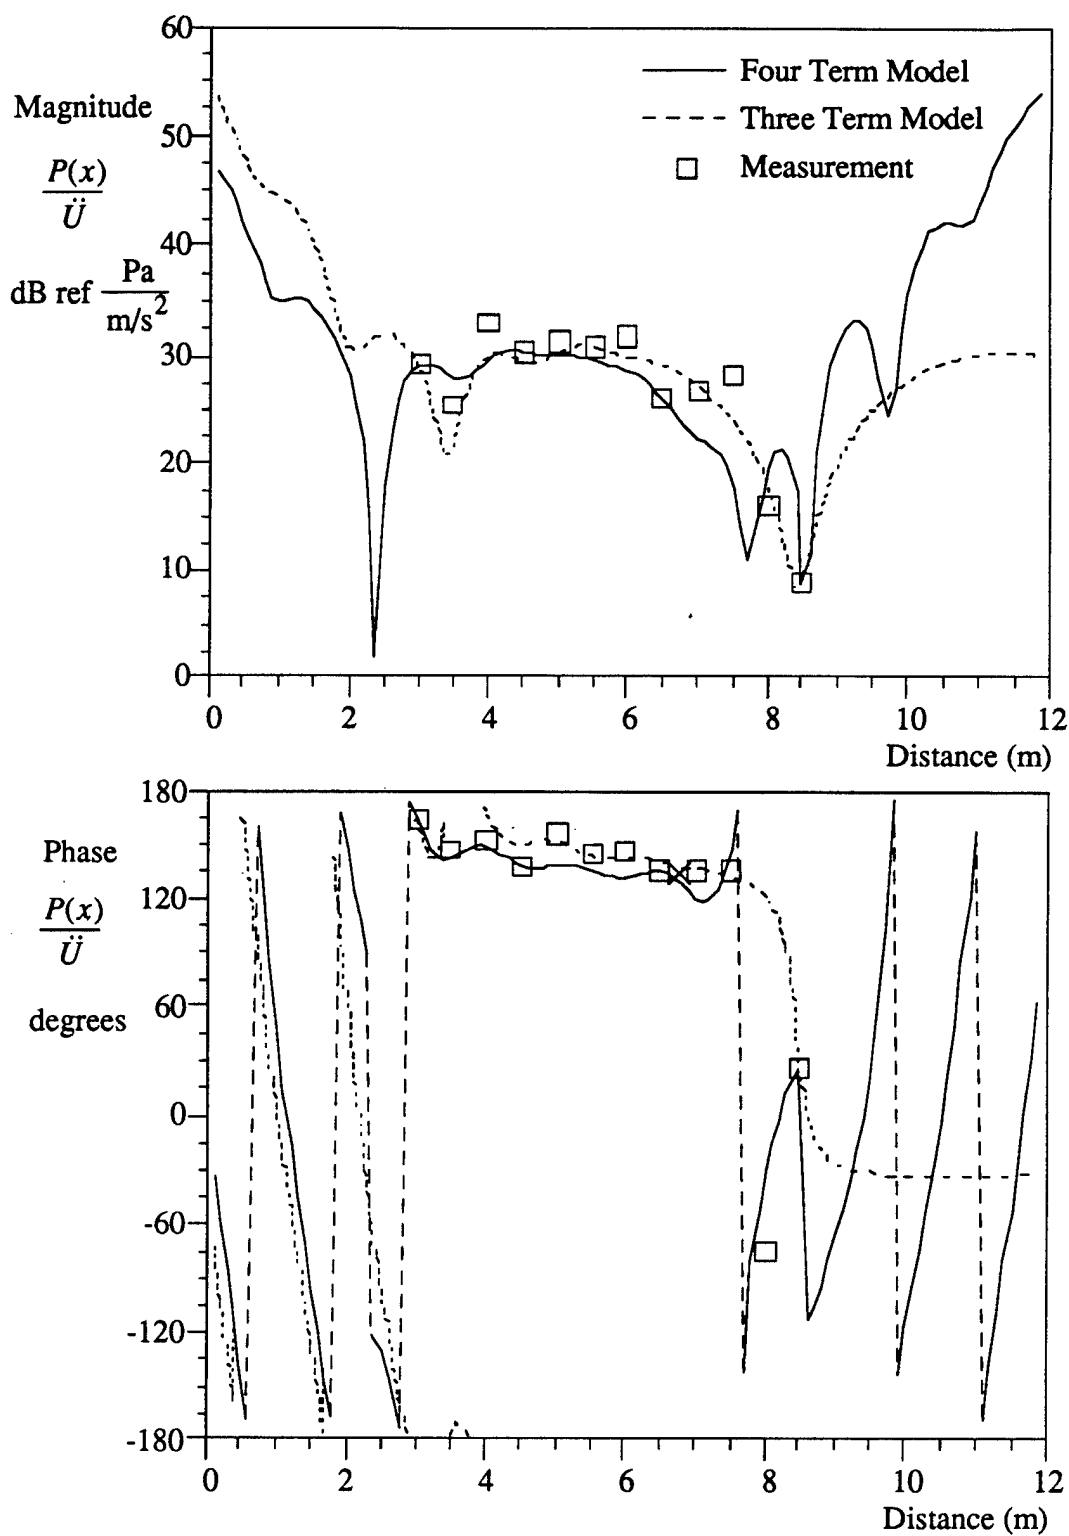 60
Four Term Model
Magnitude
Three Term Model
50
P(x)
Ü
Measurement
40
dB ref Pa
m/s²
30
20
10
0
0 2 4 6 8 10 12
Distance (m)
180
Phase
120
P(x)
Ü
60
degrees
0
-60
-120
-180
0 2 4 6 8 10 12
Distance (m)